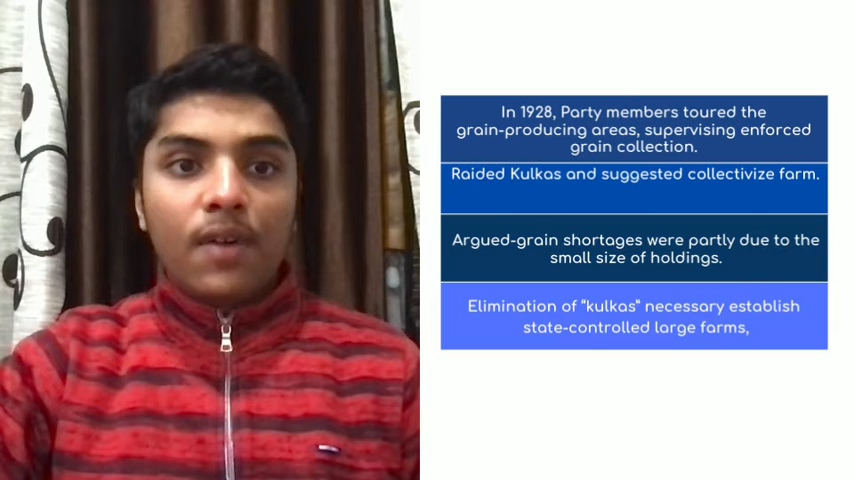 In 1928, Party members toured the
grain-producing areas, supervising enforced
grain collection.
Raided Kulkas and suggested collectivize farm.
Argued-grain shortages were partly due to the
small size of holdings.
Elimination of “kulkas” necessary establish
state-controlled large farms,